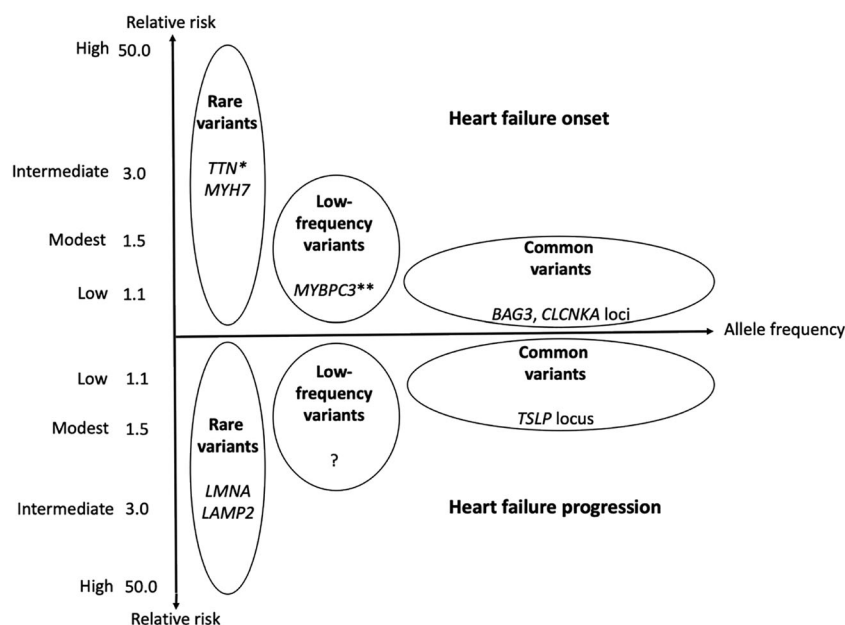 Relative risk
High 50.0
Rare
variants
Heart failure onset
TTN*
MYH7
Intermediate 3.0
Low-
frequency
variants
MYBPC3**
Modest 1.5
Common
variants
Low 1.1
BAG3, CLCNKA loci
Allele frequency
Low 1.1
Modest 1.5
Common
variants
TSLP locus
Low-
frequency
variants
?
Rare
variants
LMNA
LAMP2
Intermediate 3.0
Heart failure progression
High 50.0
Relative risk